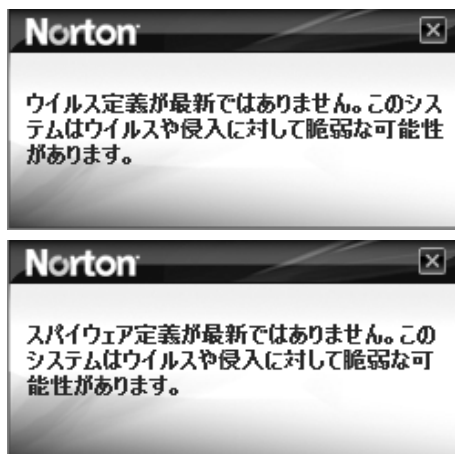 Norton
ウイルス定義が最新ではありません。このシス
テムはウイルスや侵入に対して脆弱な可能性
があります。
Norton
スパイウェア定義が最新ではありません。この
システムはウイルスや侵入に対して脆弱な可
能性があります。